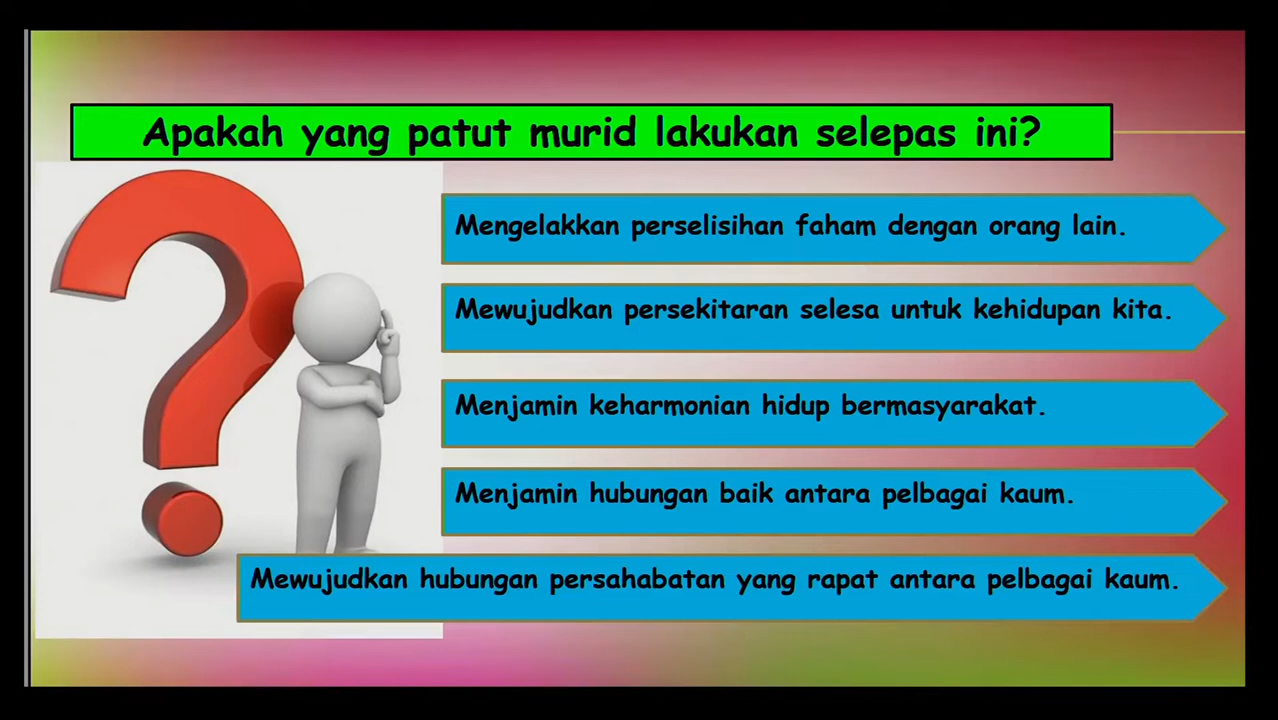 Apakah yang patut murid lakukan selepas ini?
Mengelakkan perselisihan faham dengan orang lain.
Mewujudkan persekitaran selesa untuk kehidupan kita.
Menjamin keharmonian hidup bermasyarakat.
Menjamin hubungan baik antara pelbagai kaum.
Mewujudkan hubungan persahabatan yang rapat antara pelbagai kaum.